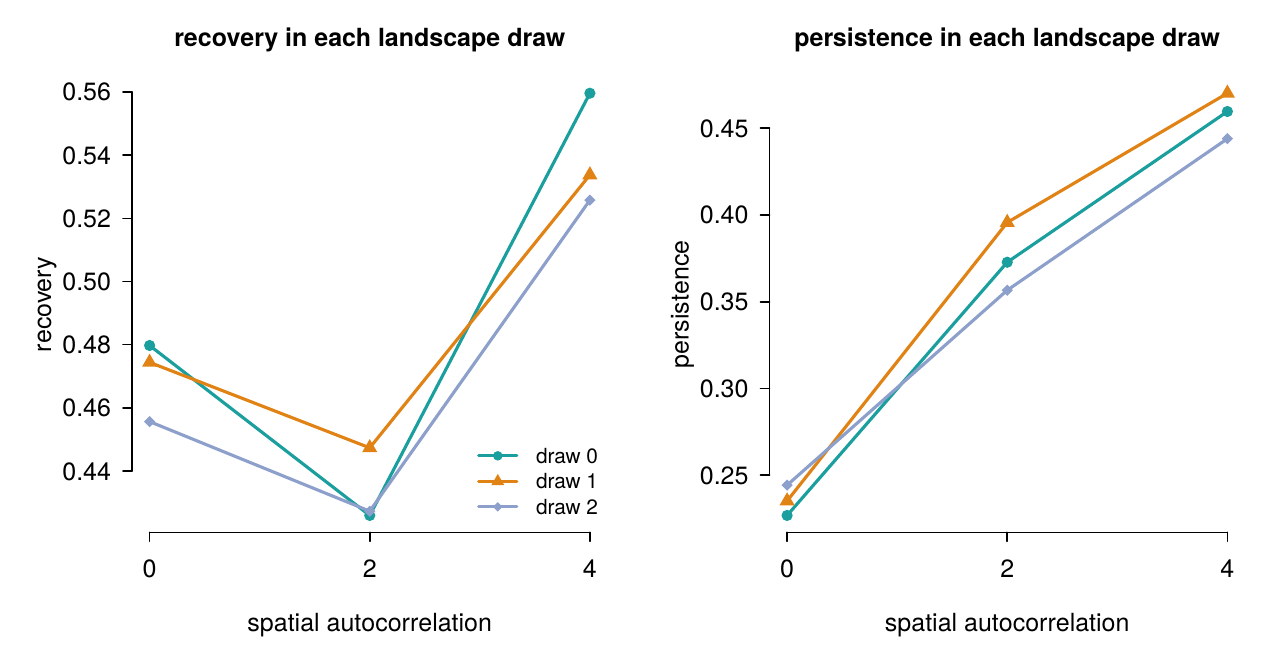 recovery in each landscape draw
recovery
0.56
0.54
0.52
0.50
0.48
0.46
0.44
0
2
4
spatial autocorrelation
draw 0
draw 1
draw 2
persistence in each landscape draw
persistence
0.45
0.40
0.35
0.30
0.25
0
2
4
spatial autocorrelation